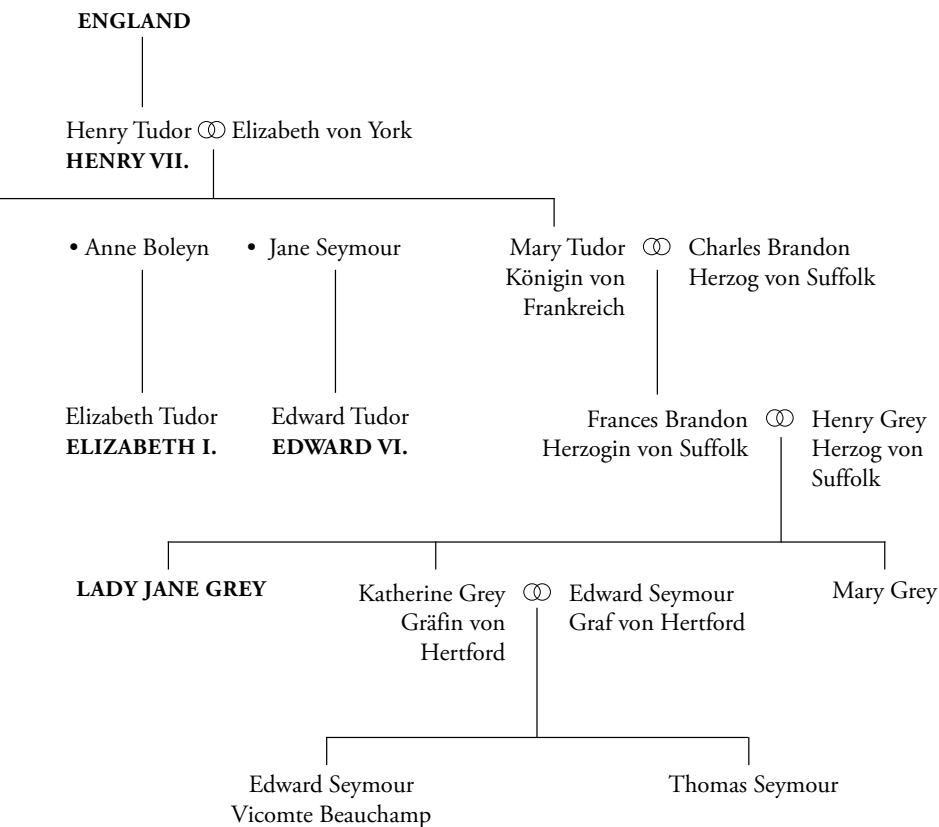 ENGLAND
Henry Tudor ⚭ Elizabeth von York
HENRY VII.
• Anne Boleyn
• Jane Seymour
Mary Tudor ⚭ Charles Brandon
Königin von Herzog von Suffolk
Frankreich
Elizabeth Tudor
ELIZABETH I.
Edward Tudor
EDWARD VI.
Frances Brandon ⚭ Henry Grey
Herzogin von Suffolk Herzog von
Suffolk
LADY JANE GREY
Katherine Grey ⚭ Edward Seymour
Gräfin von Graf von Hertford
Hertford
Mary Grey
Edward Seymour
Vicomte Beauchamp
Thomas Seymour